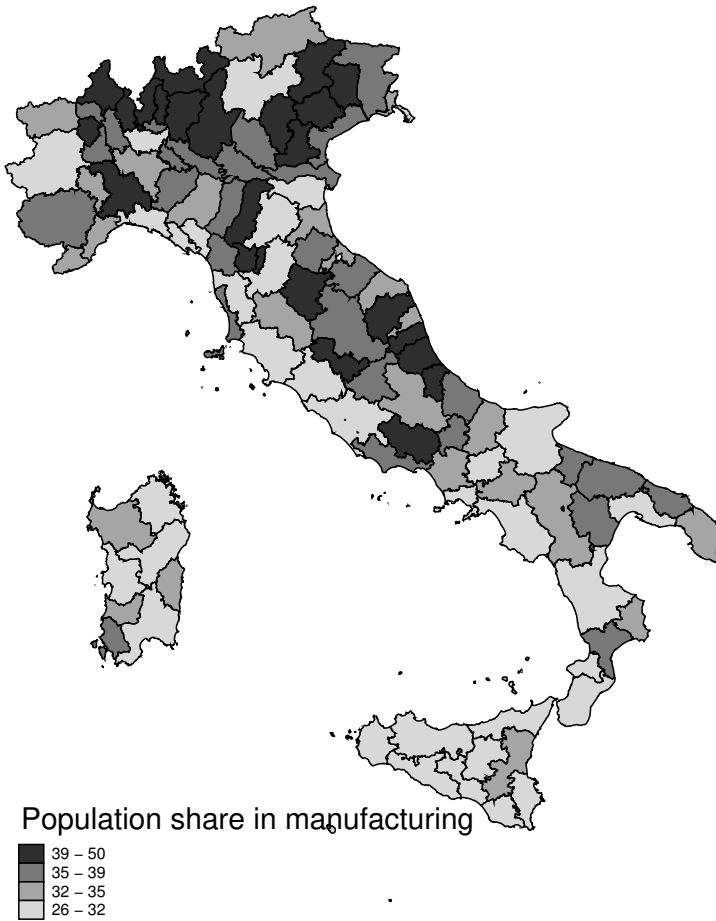 Population share in manufacturing
39 – 50
35 – 39
32 – 35
26 – 32